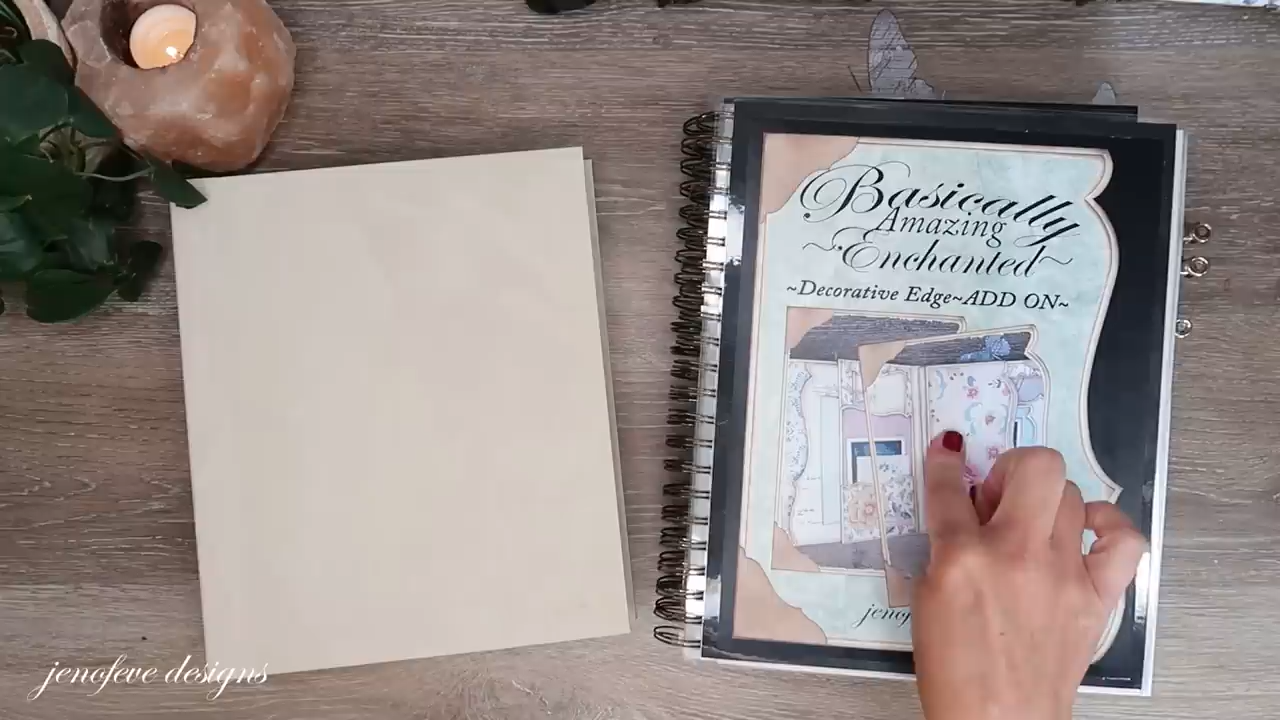 Basically
Amazing
~Enchanted~
~Decorative Edge~ADD ON~
jenofeve designs